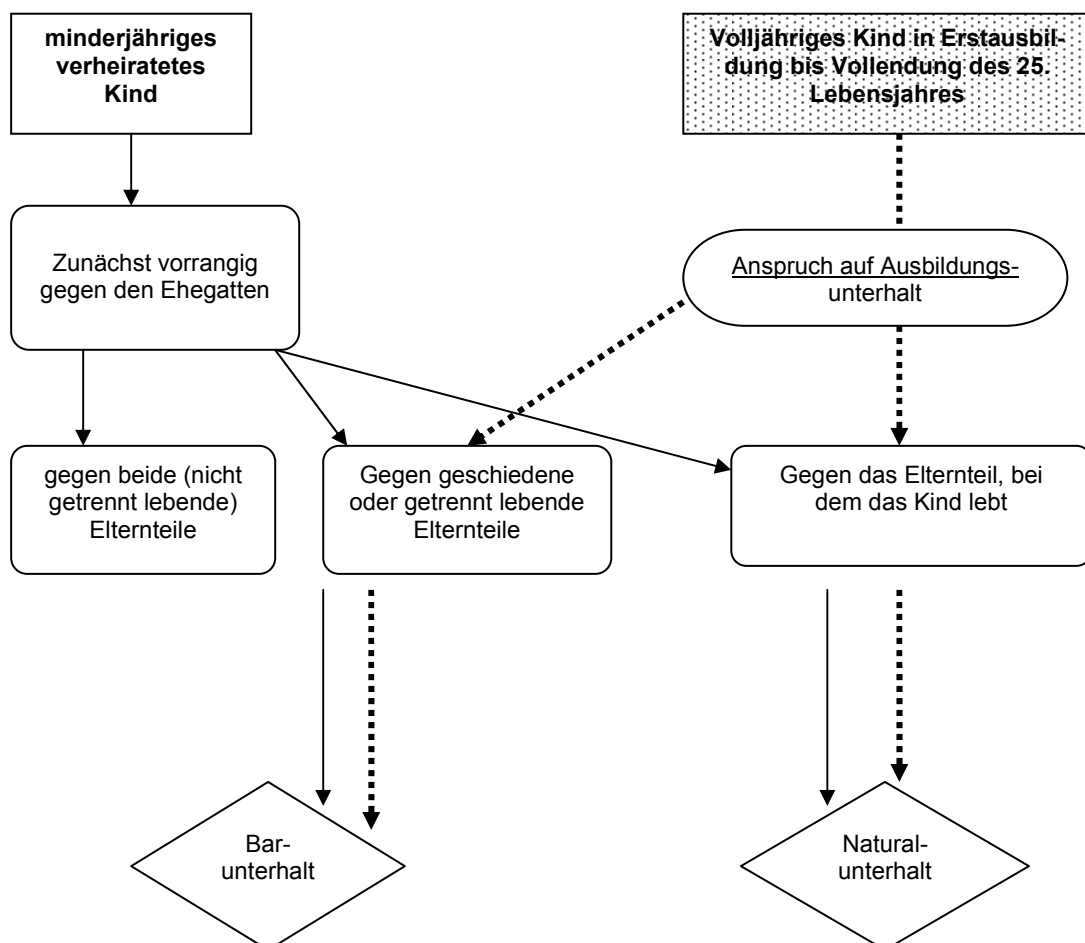 minderjähriges
verheiratetes
Kind
Volljähriges Kind in Erstausbil-
dung bis Vollendung des 25.
Lebensjahres
Zunächst vorrangig
gegen den Ehegatten
Anspruch auf Ausbildungs-
unterhalt
gegen beide (nicht
getrennt lebende)
Elternteile
Gegen geschiedene
oder getrennt lebende
Elternteile
Gegen das Elternteil, bei
dem das Kind lebt
Bar-
unterhalt
Natural-
unterhalt